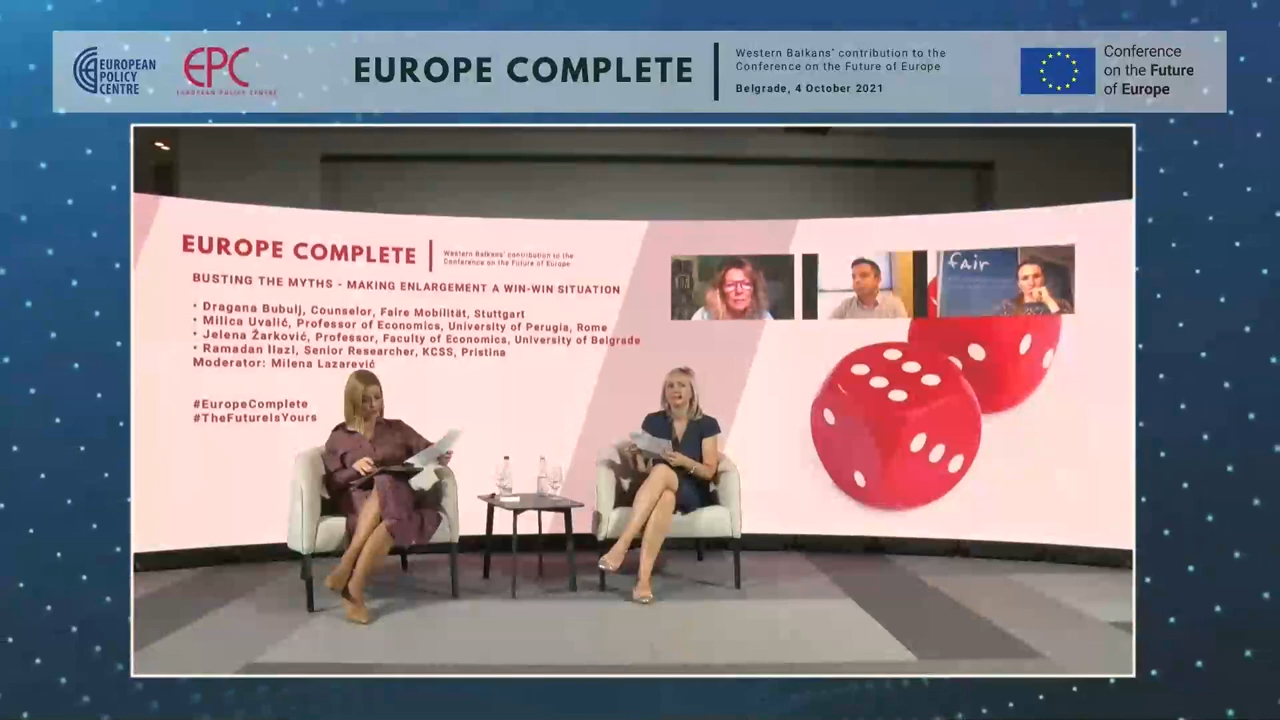 EUROPEAN
POLICY
CENTRE
EPC
EUROPEAN POLICY CENTRE
EUROPE COMPLETE
Western Balkans' contribution to the
Conference on the Future of Europe
Belgrade, 4 October 2021
Conference
on the Future
of Europe
EUROPE COMPLETE
Western Balkans' contribution to the
Conference on the Future of Europe
BUSTING THE MYTHS - MAKING ENLARGEMENT A WIN-WIN SITUATION
• Dragana Bubulj, Counselor, Faire Mobilität, Stuttgart
• Milica Uvalić, Professor of Economics, University of Perugia, Rome
• Jelena Žarković, Professor, Faculty of Economics, University of Belgrade
• Ramadan Ilazi, Senior Researcher, KCSS, Pristina
Moderator: Milena Lazarević
#EuropeComplete
#TheFutureIsYours
fair